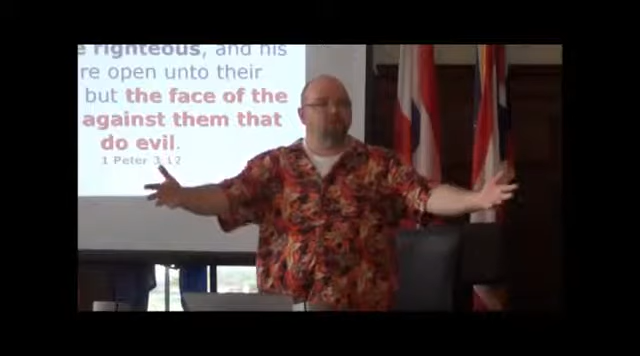 righteous, and his
re open unto their
but the face of the
against them that
do evil.
1 Peter 3 12